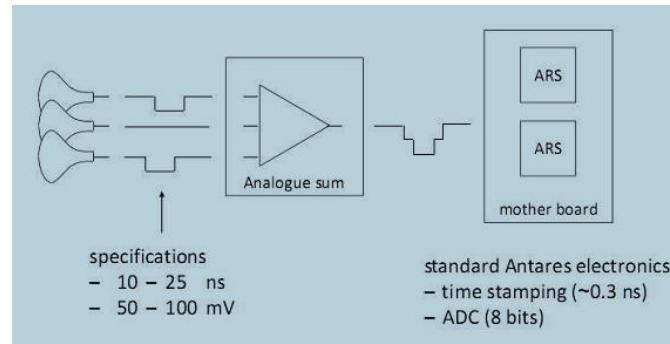 ARS
ARS
Analogue sum
mother board
specifications
– 10 – 25 ns
– 50 – 100 mV
standard Antares electronics
– time stamping (~0.3 ns)
– ADC (8 bits)